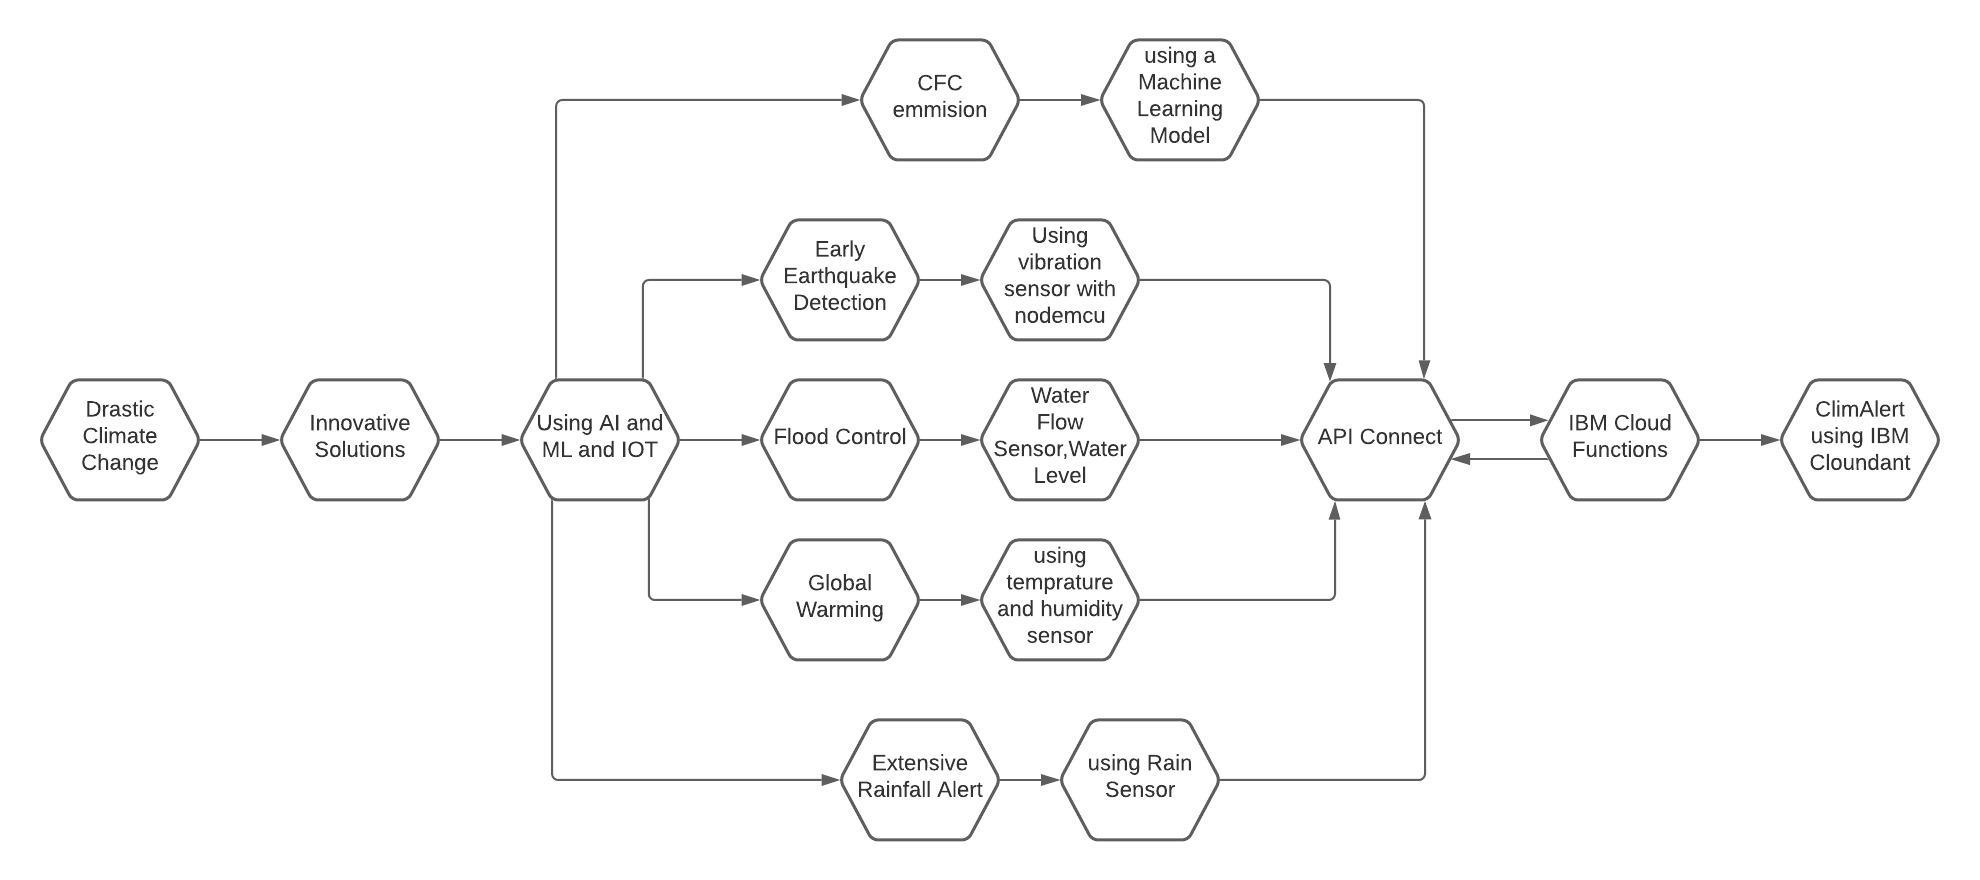 CFC
emmision
using a
Machine
Learning
Model
Early
Earthquake
Detection
Using
vibration
sensor with
nodemcu
Drastic
Climate
Change
Innovative
Solutions
Using AI and
ML and IOT
Flood Control
Water
Flow
Sensor,Water
Level
API Connect
IBM Cloud
Functions
ClimAlert
using IBM
Cloundant
Global
Warming
using
temprature
and humidity
sensor
Extensive
Rainfall Alert
using Rain
Sensor